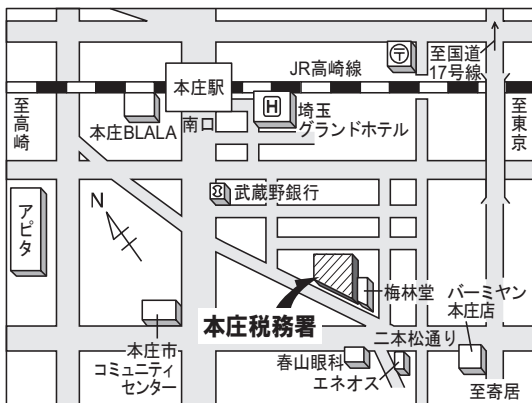 至国道
17号線
〒
JR高崎線
本庄駅
至高崎
至東京
本庄BLALA
南口
H
埼玉
グランドホテル
武蔵野銀行
アピタ
N
梅林堂
バーミヤン
本庄店
本庄税務署
二本松通り
本庄市
コミュニティ
センター
春山眼科
エネオス
至寄居